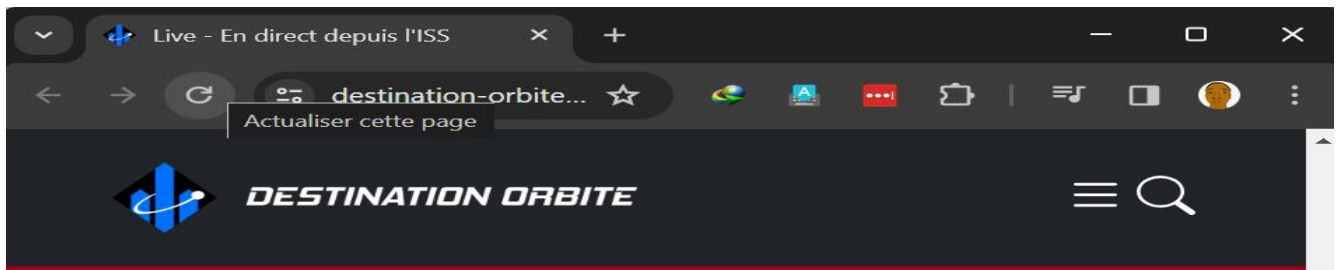 Live - En direct depuis l'ISS
destination-orbite...
Actualiser cette page
DESTINATION ORBITE